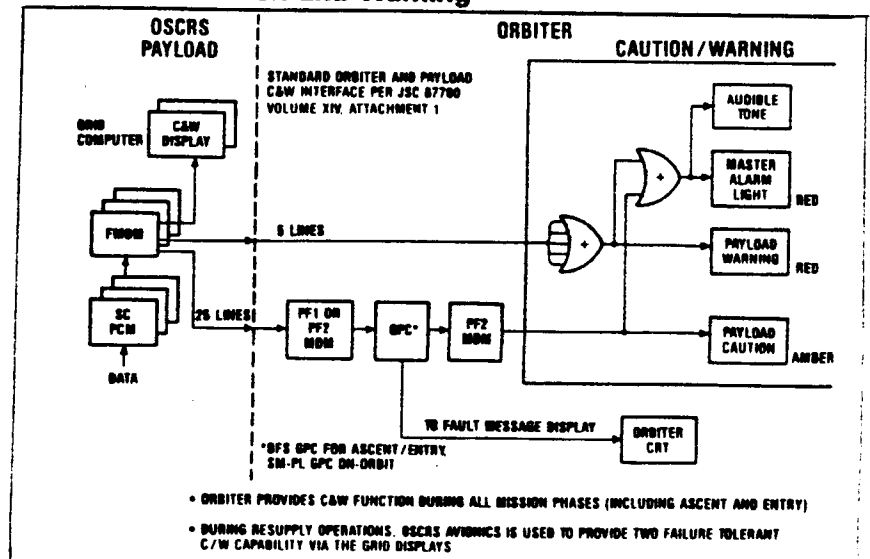 and Warning
OSCRS
PAYLOAD
ORBITER
CAUTION/WARNING
STANDARD ORBITER AND PAYLOAD
C&W INTERFACE PER JSC 07700
VOLUME XIV, ATTACHMENT 1
GRID
COMPUTER
C&W
DISPLAY
AUDIBLE
TONE
MASTER
ALARM
LIGHT
RED
FMDM
5 LINES
+
+
PAYLOAD
WARNING
RED
SC
PCM
25 LINES
PF1 OR
PF2
MDM
GPC*
PF2
MDM
PAYLOAD
CAUTION
AMBER
DATA
TO FAULT MESSAGE DISPLAY
ORBITER
CRT
*BFS GPC FOR ASCENT/ENTRY,
SM-PL GPC ON-ORBIT
• ORBITER PROVIDES C&W FUNCTION DURING ALL MISSION PHASES (INCLUDING ASCENT AND ENTRY)
• DURING RESUPPLY OPERATIONS, OSCRS AVIONICS IS USED TO PROVIDE TWO FAILURE TOLERANT
C/W CAPABILITY VIA THE GRID DISPLAYS